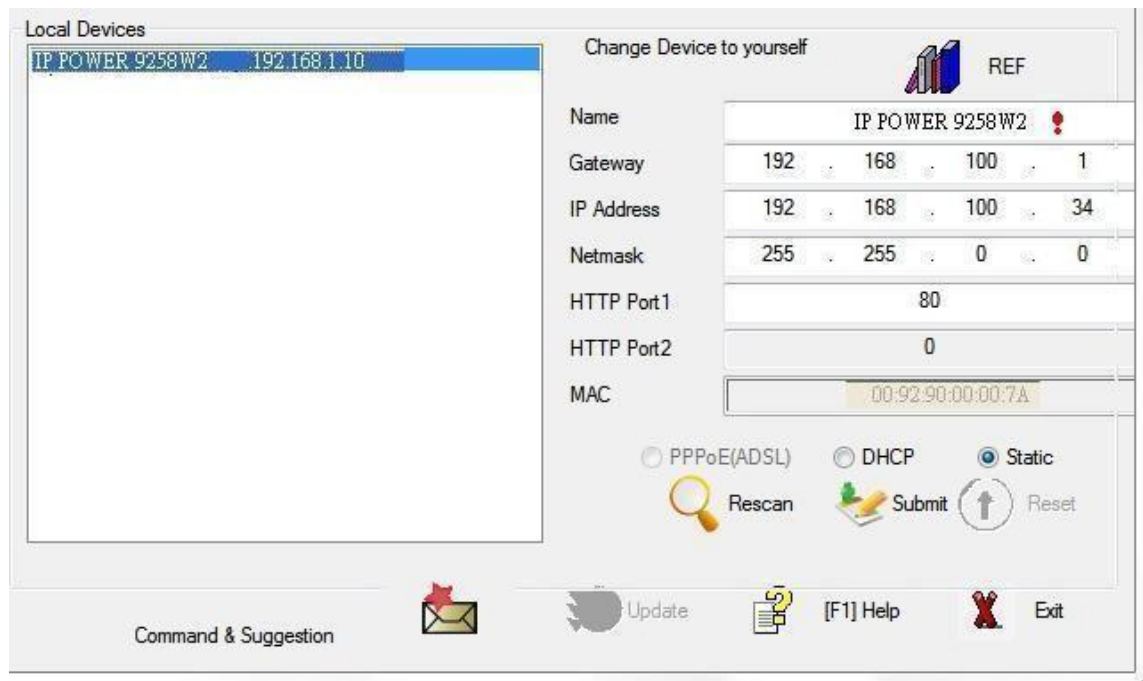 Local Devices
IP POWER 9258W2 192.168.1.10
Change Device to yourself
REF
Name IP POWER 9258W2
Gateway 192 . 168 . 100 . 1
IP Address 192 . 168 . 100 . 34
Netmask 255 . 255 . 0 . 0
HTTP Port1 80
HTTP Port2 0
MAC 00:92:90:00:00:7A
PPPoE(ADSL) DHCP Static
Rescan Submit Reset
Command & Suggestion Update [F1] Help Exit